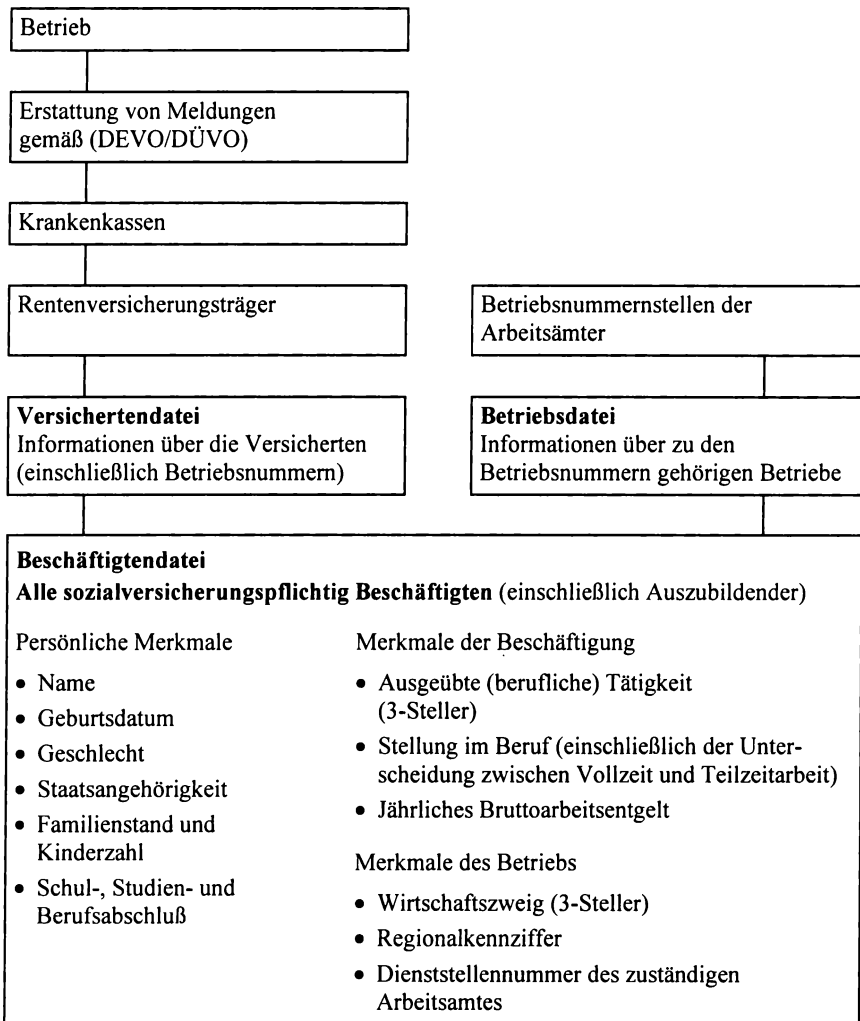 Betrieb
Erstattung von Meldungen
gemäß (DEVO/DÜVO)
Krankenkassen
Rentenversicherungsträger
Betriebsnummernstellen der
Arbeitsämter
Versichertendatei
Informationen über die Versicherten
(einschließlich Betriebsnummern)
Betriebsdatei
Informationen über zu den
Betriebsnummern gehörigen Betriebe
Beschäftigtendatei
Alle sozialversicherungspflichtig Beschäftigten (einschließlich Auszubildender)
Persönliche Merkmale
• Name
• Geburtsdatum
• Geschlecht
• Staatsangehörigkeit
• Familienstand und
Kinderzahl
• Schul-, Studien- und
Berufsabschluß
Merkmale der Beschäftigung
• Ausgeübte (berufliche) Tätigkeit
(3-Steller)
• Stellung im Beruf (einschließlich der Unter-
scheidung zwischen Vollzeit und Teilzeitarbeit)
• Jährliches Bruttoarbeitsentgelt
Merkmale des Betriebs
• Wirtschaftszweig (3-Steller)
• Regionalkennziffer
• Dienststellennummer des zuständigen
Arbeitsamtes